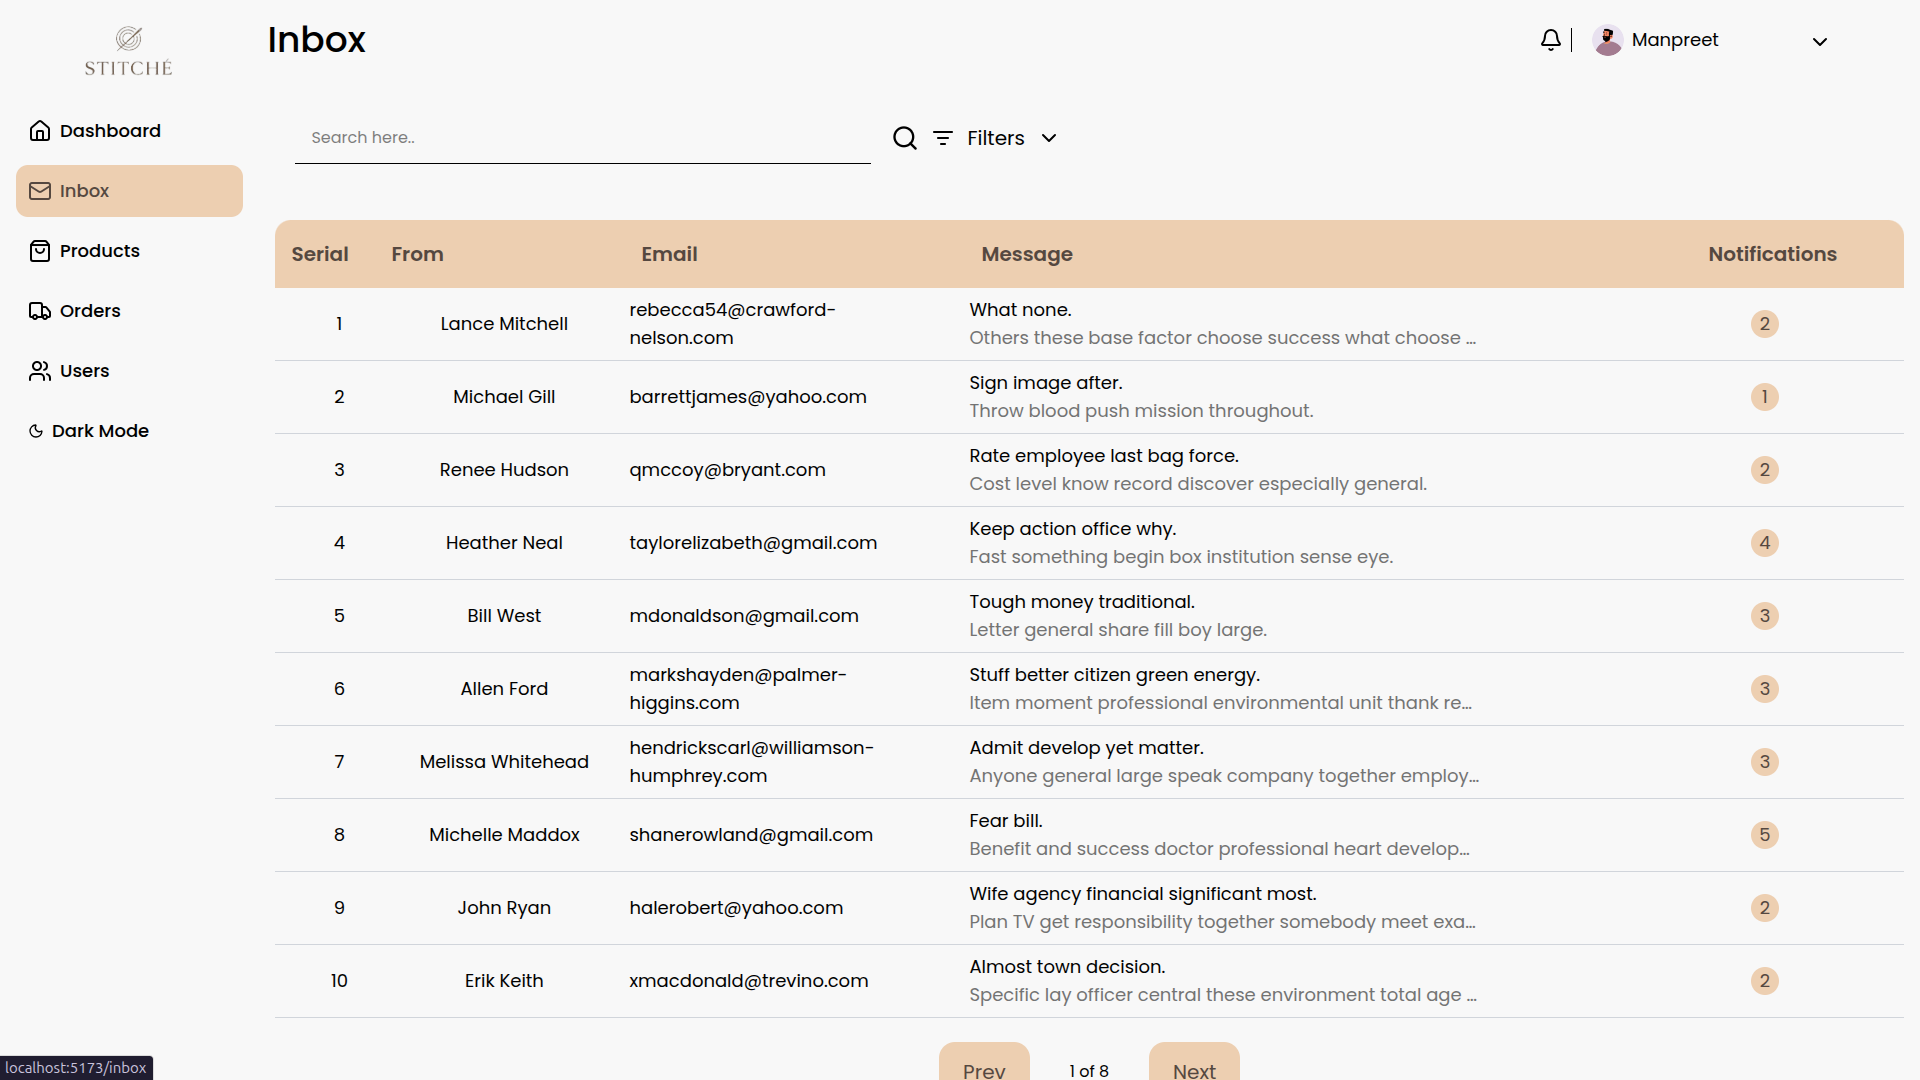 STITCHÉ
Inbox
Manpreet
Dashboard
Inbox
Products
Orders
Users
Dark Mode
Search here..
Filters
Serial From Email Message Notifications
1 Lance Mitchell rebecca54@crawford-
nelson.com What none.
Others these base factor choose success what choose ... 2
2 Michael Gill barrettjames@yahoo.com Sign image after.
Throw blood push mission throughout. 1
3 Renee Hudson qmccoy@bryant.com Rate employee last bag force.
Cost level know record discover especially general. 2
4 Heather Neal taylorelizabeth@gmail.com Keep action office why.
Fast something begin box institution sense eye. 4
5 Bill West mdonaldson@gmail.com Tough money traditional.
Letter general share fill boy large. 3
6 Allen Ford markshayden@palmer-
higgins.com Stuff better citizen green energy.
Item moment professional environmental unit thank re... 3
7 Melissa Whitehead hendrickscarl@williamson-
humphrey.com Admit develop yet matter.
Anyone general large speak company together employ... 3
8 Michelle Maddox shanerowland@gmail.com Fear bill.
Benefit and success doctor professional heart develop... 5
9 John Ryan halerobert@yahoo.com Wife agency financial significant most.
Plan TV get responsibility together somebody meet exa... 2
10 Erik Keith xmacdonald@trevino.com Almost town decision.
Specific lay officer central these environment total age ... 2
Prev 1 of 8 Next
localhost:5173/inbox